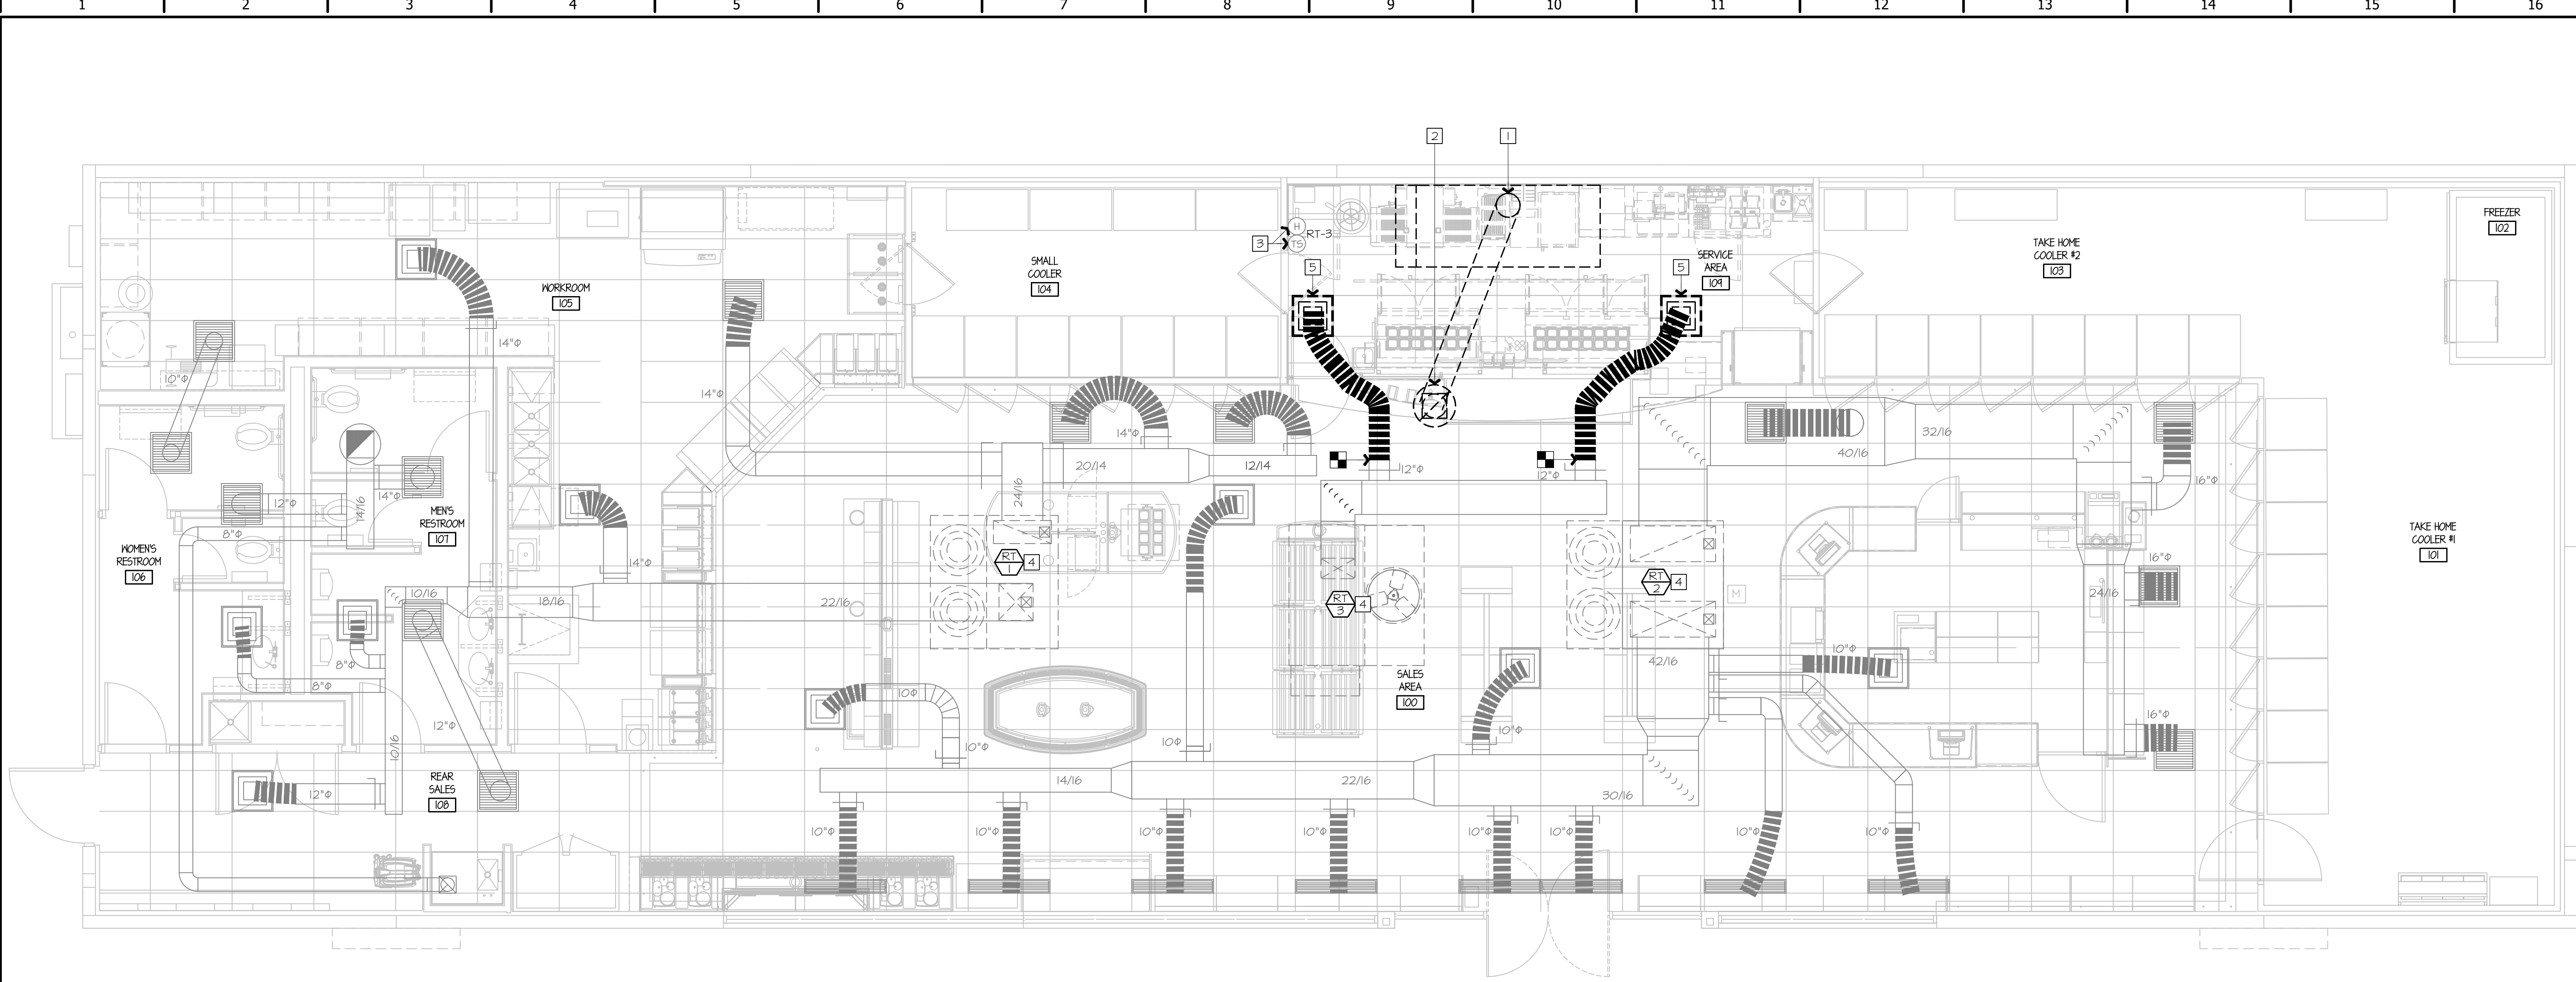 1 2 3 4 5 6 7 8 9 10 11 12 13 14 15 16
2
1
H
3
RT-3
TS
5
5
SERVICE
AREA
109
SMALL
COOLER
104
WORKROOM
105
TAKE HOME
COOLER #2
103
FREEZER
102
14"Φ
10"Φ
14"Φ
14"Φ
12"Φ
12"Φ
20/14
12/14
24/16
32/16
40/16
16"Φ
12"Φ
14"Φ
14/16
8"Φ
MEN'S
RESTROOM
107
WOMEN'S
RESTROOM
106
14"Φ
RT
1
4
RT
2
4
RT
3
4
M
16"Φ
24/16
TAKE HOME
COOLER #1
101
10/16
18/16
22/16
8"Φ
8"Φ
12"Φ
10/16
10Φ
10"Φ
10Φ
10"Φ
SALES
AREA
100
42/16
10"Φ
16"Φ
REAR
SALES
108
12"Φ
14/16
22/16
30/16
10"Φ
10"Φ
10"Φ
10"Φ
10"Φ
10"Φ
10"Φ
10"Φ